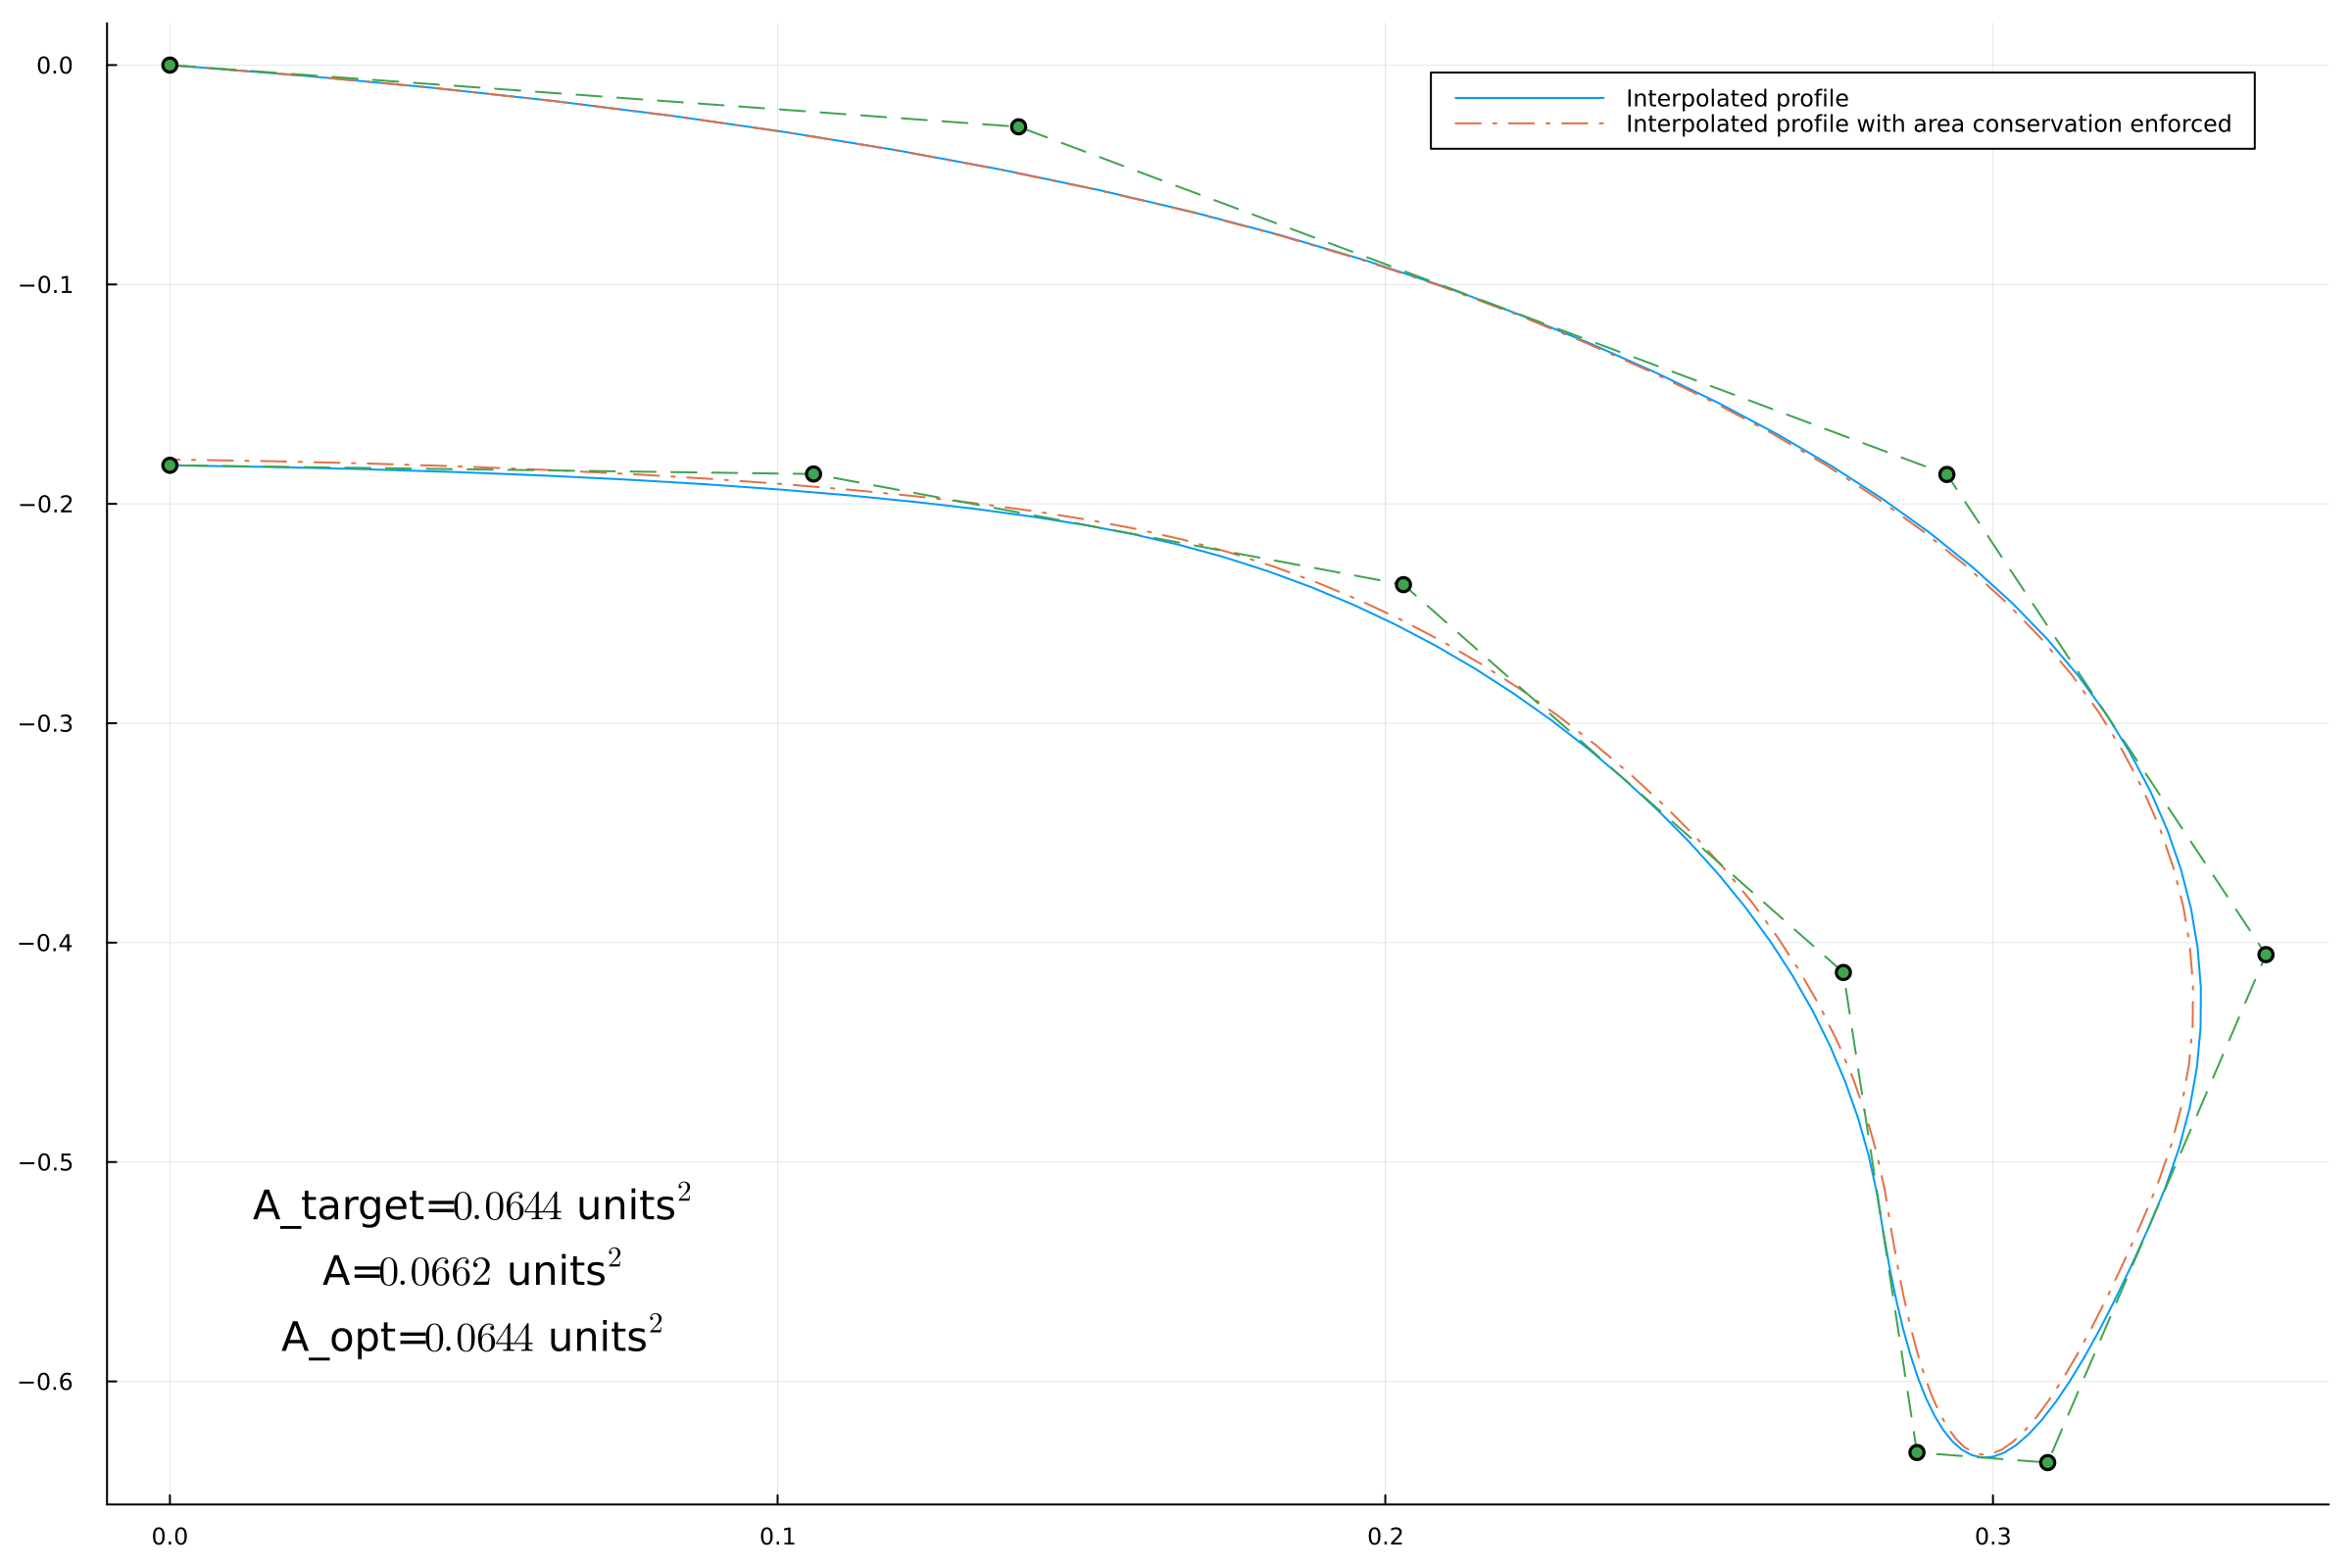 0.0
Interpolated profile
Interpolated profile with area conservation enforced
−0.1
−0.2
−0.3
−0.4
−0.5
A_target=0.0644 units²
A=0.0662 units²
A_opt=0.0644 units²
−0.6
0.0 0.1 0.2 0.3